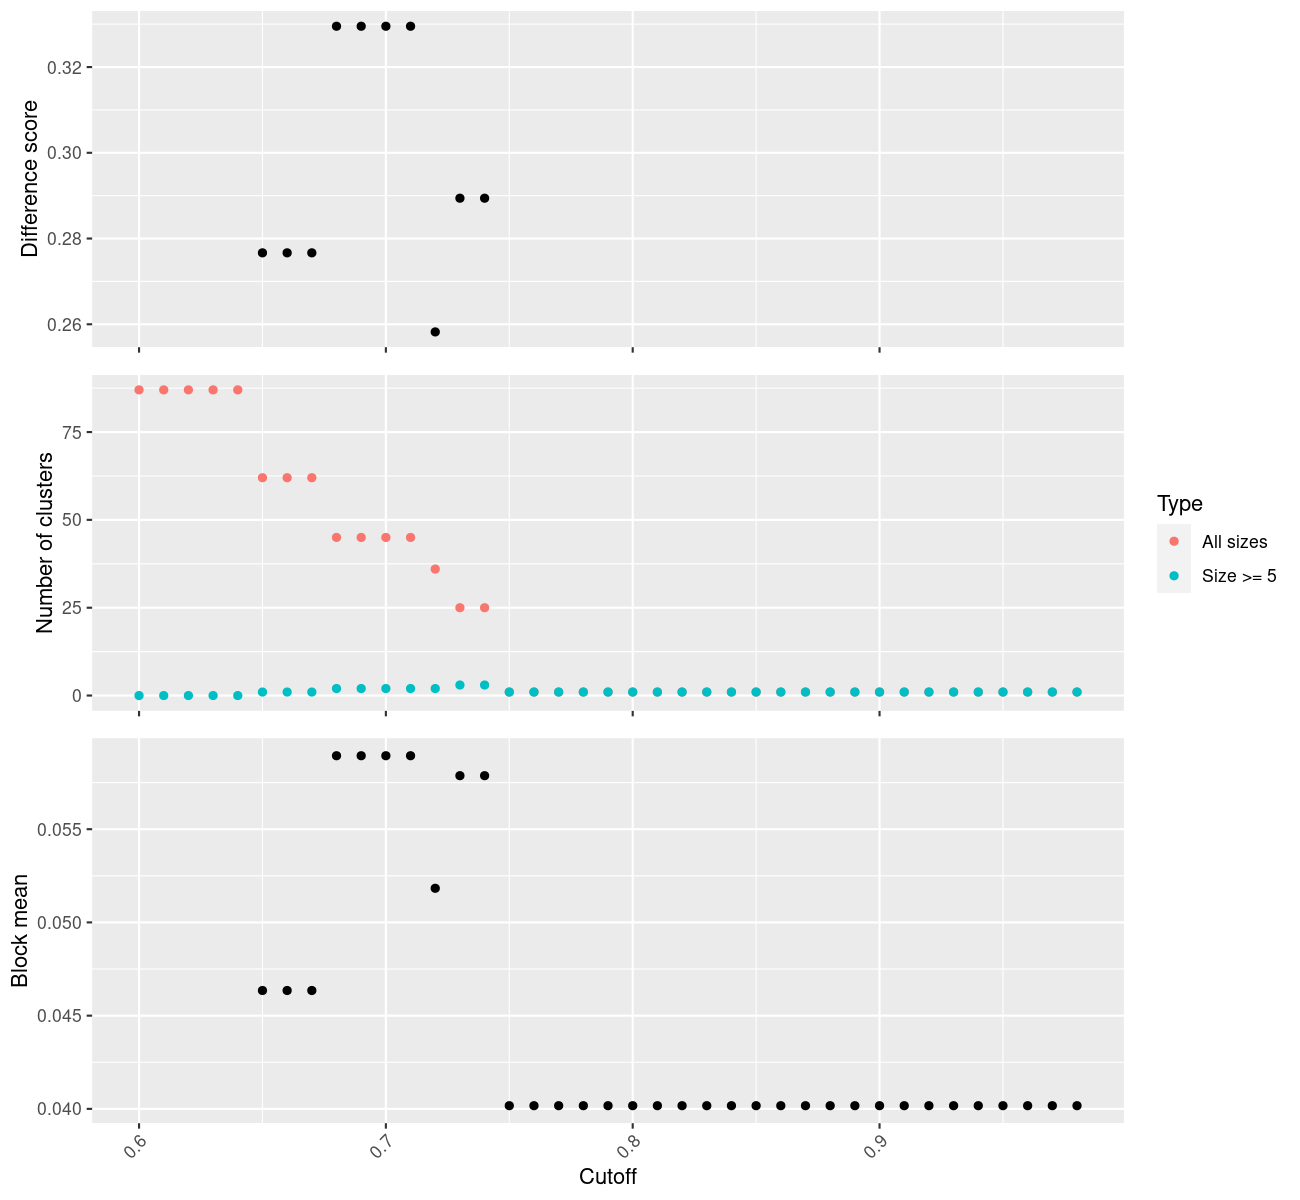 Difference score
0.32
0.30
0.28
0.26
Number of clusters
75
50
25
0
Type
All sizes
Size >= 5
Block mean
0.055
0.050
0.045
0.040
0.6
0.7
0.8
0.9
Cutoff